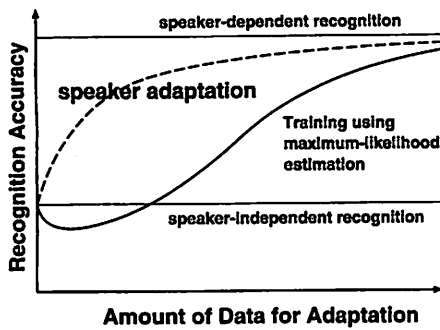 speaker-dependent recognition
speaker adaptation
Training using
maximum-likelihood
estimation
speaker-independent recognition
Recognition Accuracy
Amount of Data for Adaptation